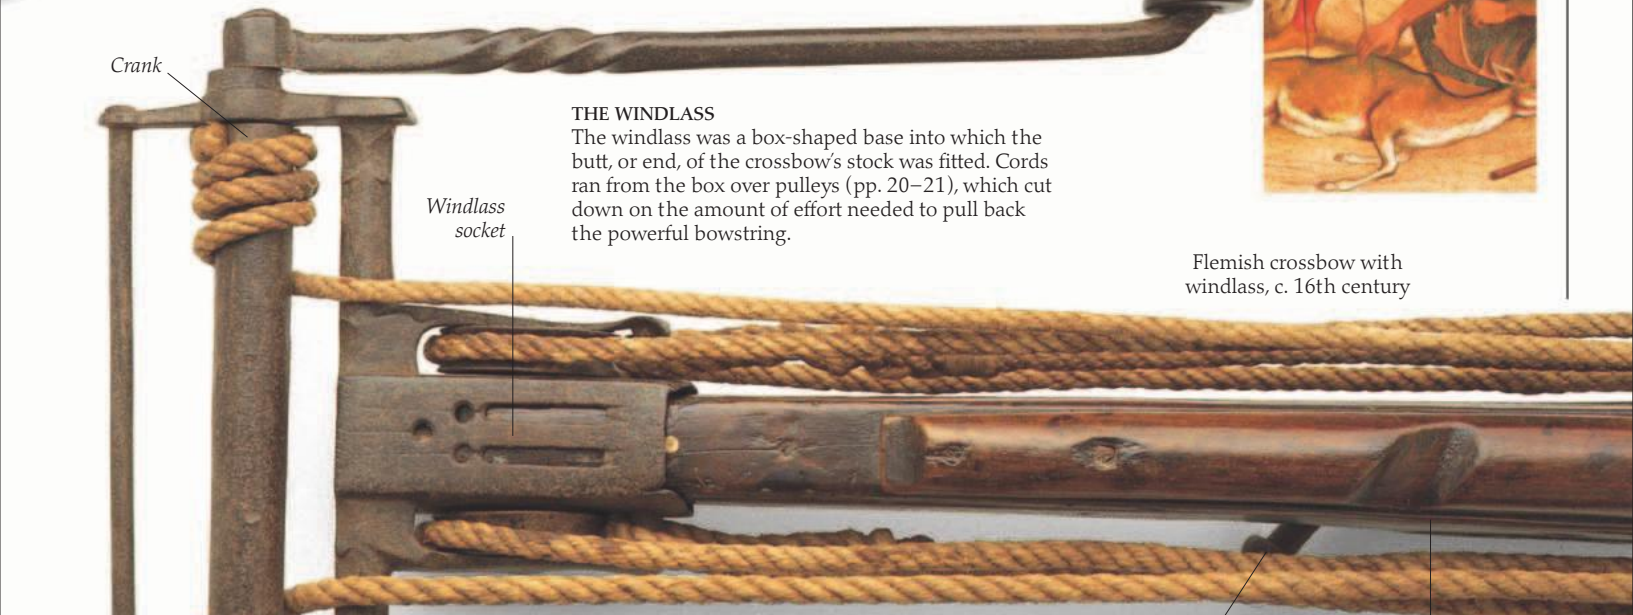 Crank
THE WINDLASS
The windlass was a box-shaped base into which the
butt, or end, of the crossbow’s stock was fitted. Cords
ran from the box over pulleys (pp. 20–21), which cut
down on the amount of effort needed to pull back
the powerful bowstring.
Windlass
socket
Flemish crossbow with
windlass, c. 16th century